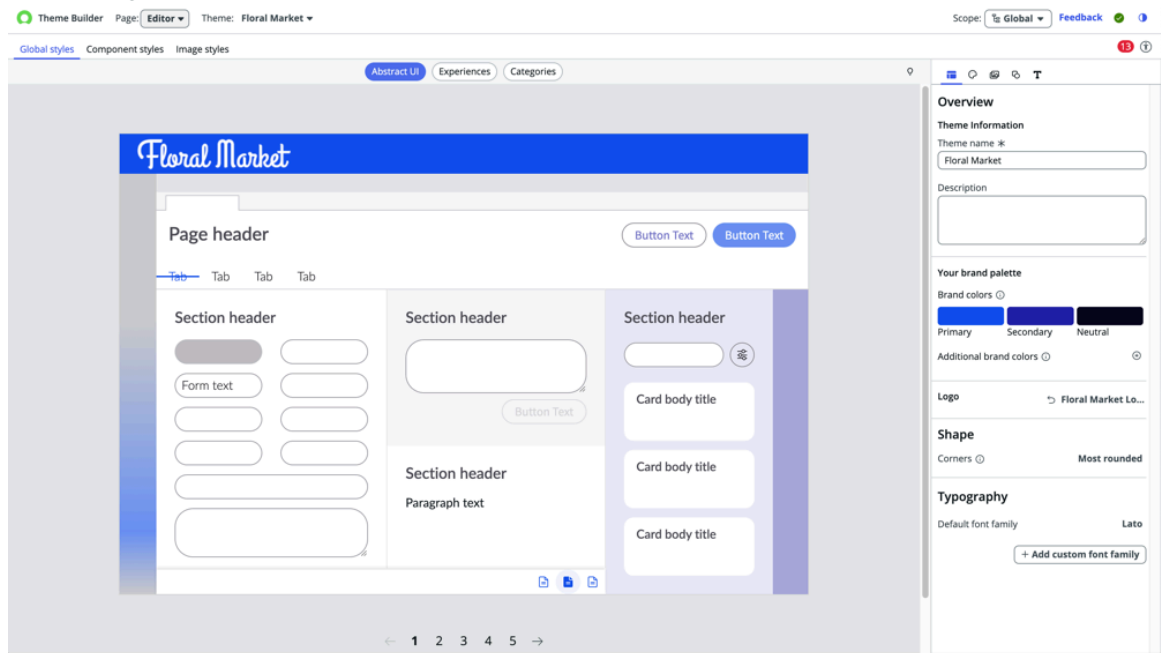 Theme Builder Page: Editor Theme: Floral Market Scope: Global Feedback
Global styles Component styles Image styles 13
Abstract UI Experiences Categories
Floral Market
Page header Button Text Button Text
Tab Tab Tab Tab
Section header Section header Section header
Form text
Button Text
Section header
Paragraph text
Card body title
Card body title
Card body title
1 2 3 4 5
Overview
Theme Information
Theme name *
Floral Market
Description
Your brand palette
Brand colors
Primary Secondary Neutral
Additional brand colors
Logo Floral Market Lo...
Shape
Corners Most rounded
Typography
Default font family Lato
+ Add custom font family